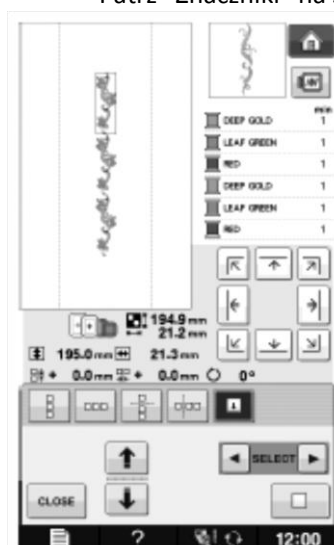 Patrz "Znaczniki" na
min
DEEP GOLD 1
LEAF GREEN 1
RED 1
DEEP GOLD 1
LEAF GREEN 1
RED 1
194.9 mm
21.2 mm
195.0 mm 21.3 mm
+ 0.0 mm + 0.0 mm 0°
SELECT
CLOSE
? 12:00